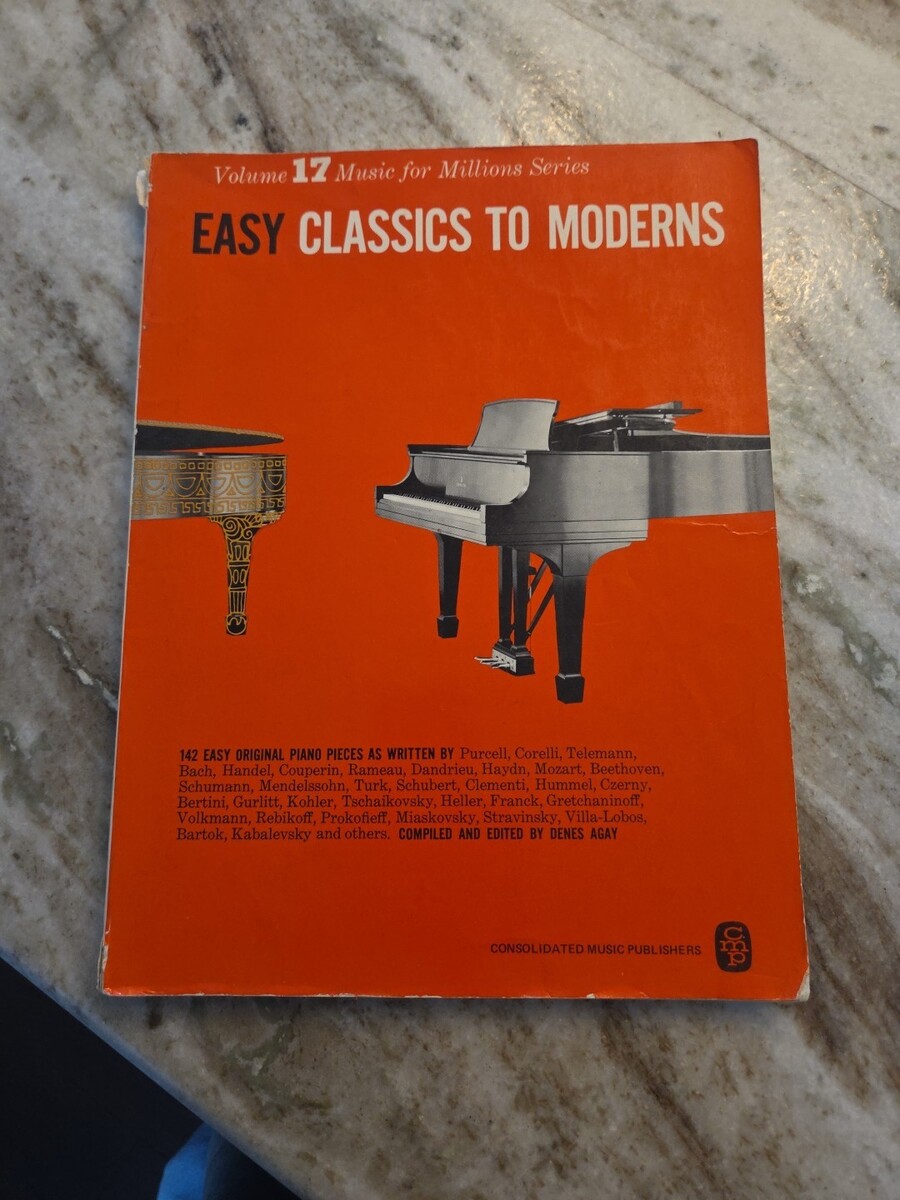 Volume 17 Music for Millions Series
EASY CLASSICS TO MODERNS
142 EASY ORIGINAL PIANO PIECES AS WRITTEN BY Purcell, Corelli, Telemann,
Bach, Handel, Couperin, Rameau, Dandrieu, Haydn, Mozart, Beethoven,
Schumann, Mendelssohn, Turk, Schubert, Clementi, Hummel, Czerny,
Bertini, Gurlitt, Kohler, Tschaikovsky, Heller, Franck, Gretchaninoff,
Volkmann, Rebikoff, Prokofieff, Miaskovsky, Stravinsky, Villa-Lobos,
Bartok, Kabalevsky and others. COMPILED AND EDITED BY DENES AGAY
CONSOLIDATED MUSIC PUBLISHERS
cmp